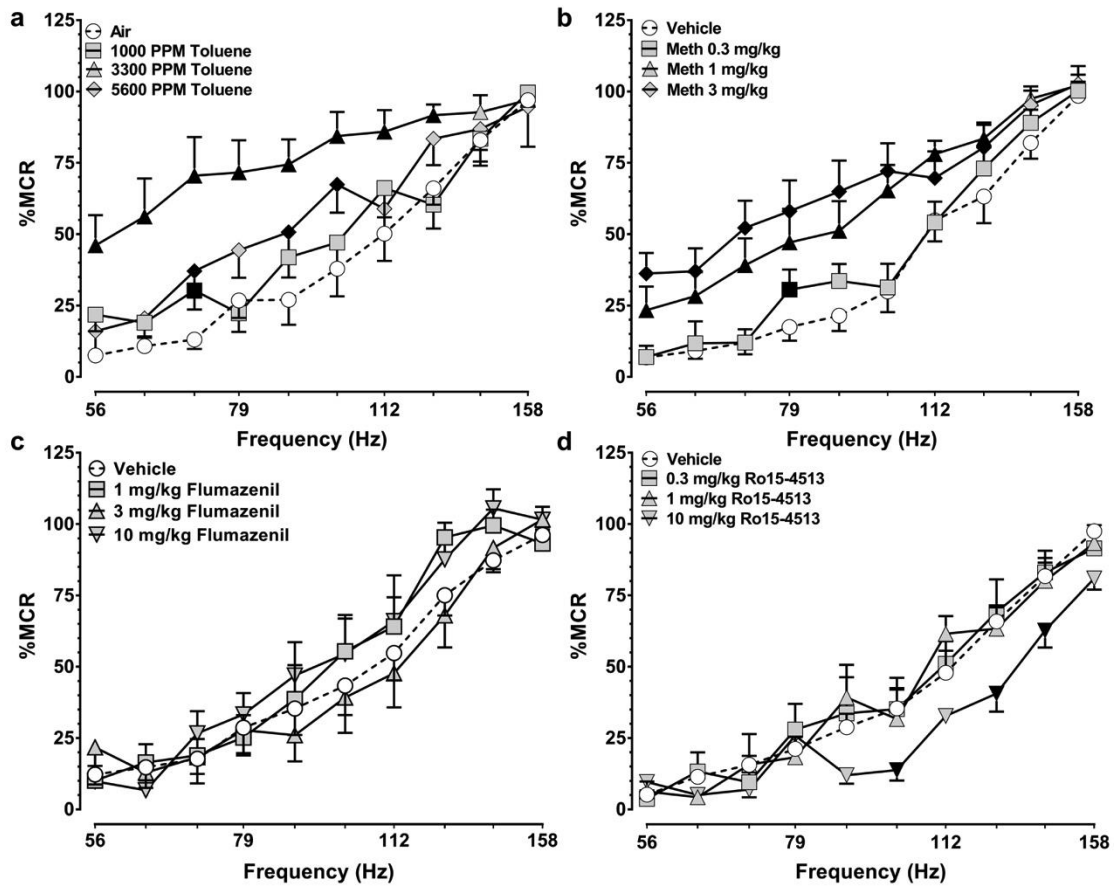 a
Air
1000 PPM Toluene
3300 PPM Toluene
5600 PPM Toluene
125
100
75
50
25
0
%MCR
56 79 112 158
Frequency (Hz)
b
Vehicle
Meth 0.3 mg/kg
Meth 1 mg/kg
Meth 3 mg/kg
125
100
75
50
25
0
%MCR
56 79 112 158
Frequency (Hz)
c
Vehicle
1 mg/kg Flumazenil
3 mg/kg Flumazenil
10 mg/kg Flumazenil
125
100
75
50
25
0
%MCR
56 79 112 158
Frequency (Hz)
d
Vehicle
0.3 mg/kg Ro15-4513
1 mg/kg Ro15-4513
10 mg/kg Ro15-4513
125
100
75
50
25
0
%MCR
56 79 112 158
Frequency (Hz)